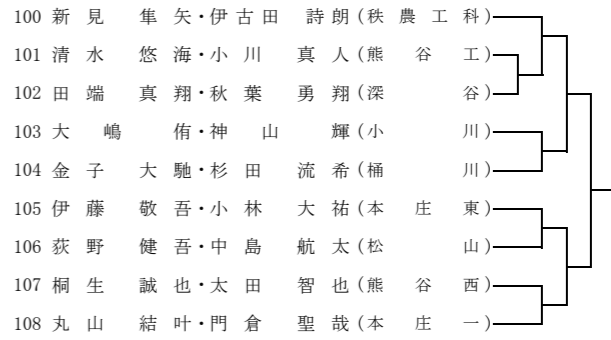 100 新見 隼矢・伊古田 詩朗(秩農工科)
101 清水 悠海・小川 真人(熊谷工)
102 田端 真翔・秋葉 勇翔(深谷)
103 大嶋 侑・神山 輝(小川)
104 金子 大馳・杉田 流希(桶川)
105 伊藤 敬吾・小林 大祐(本庄東)
106 荻野 健吾・中島 航太(松山)
107 桐生 誠也・太田 智也(熊谷西)
108 丸山 結叶・門倉 聖哉(本庄一)